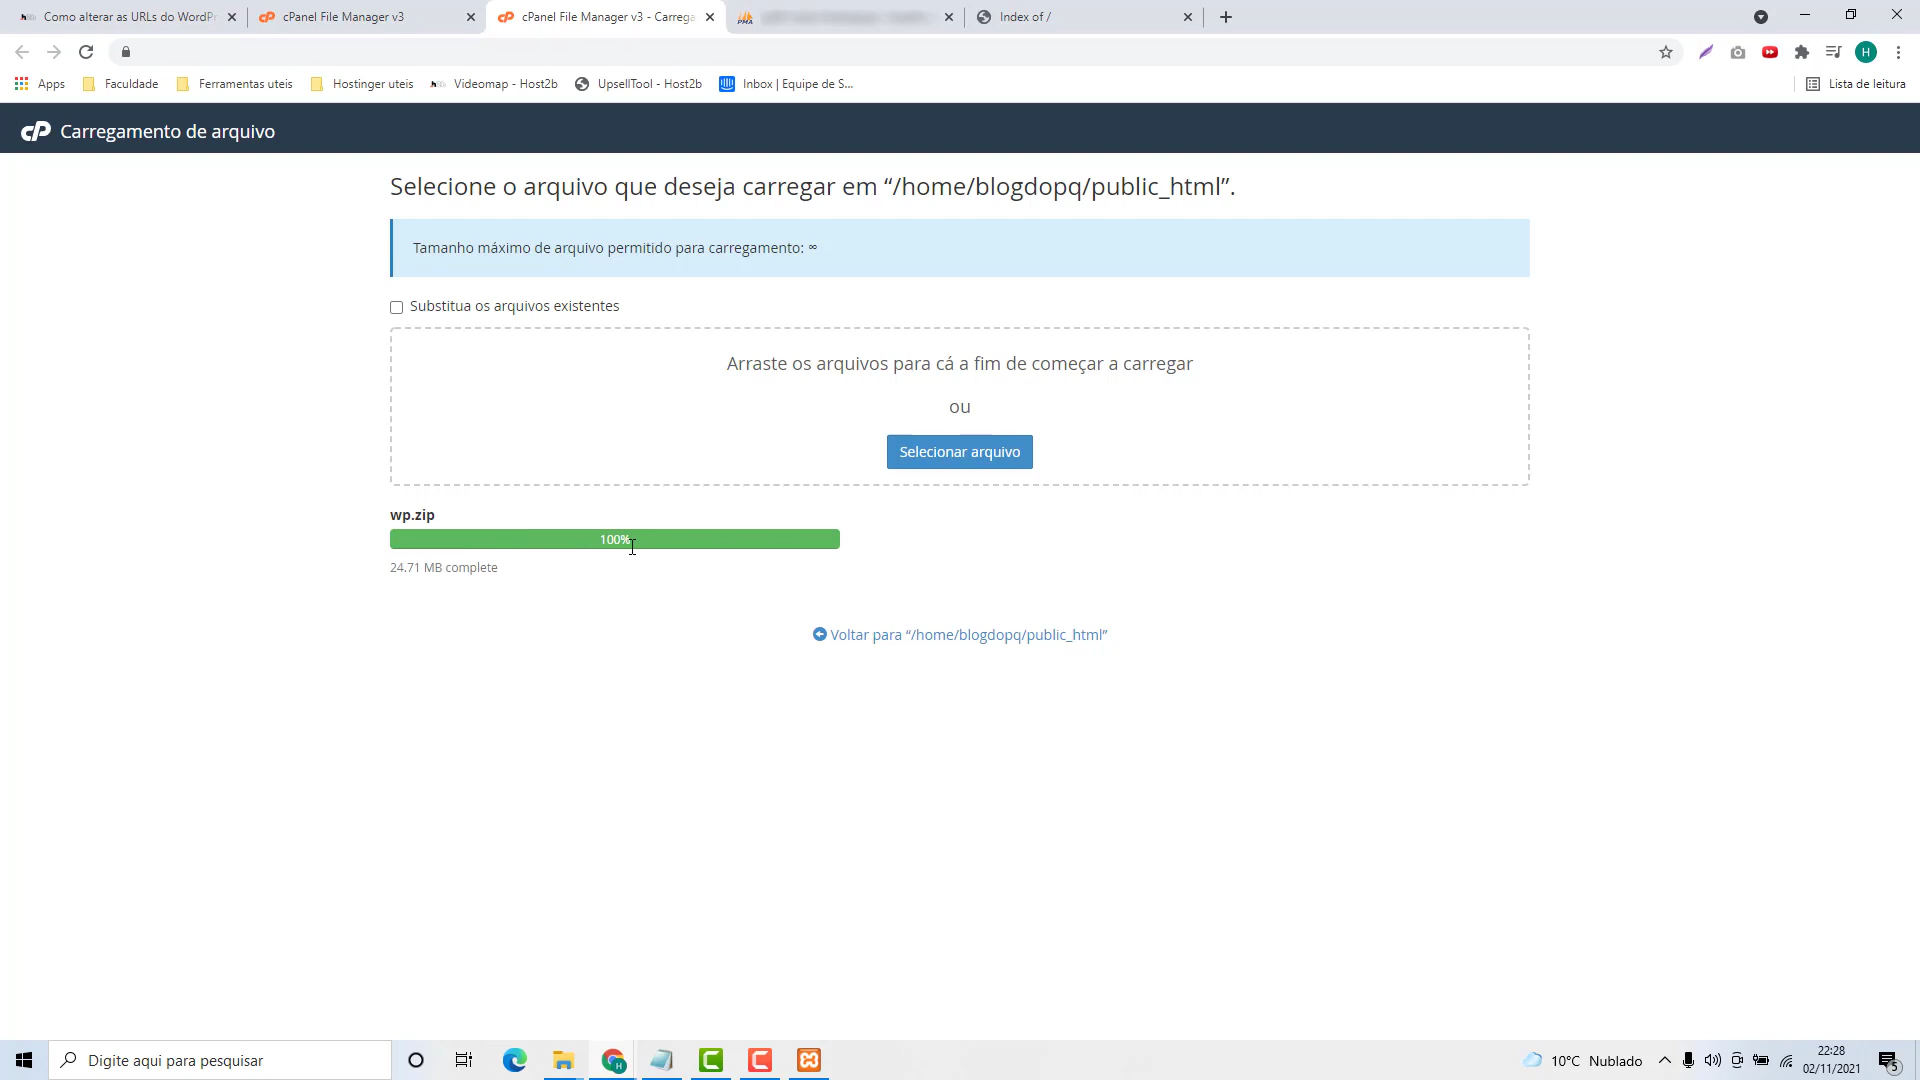 Como alterar as URLs do WordPr
cPanel File Manager v3
cPanel File Manager v3 - Carrega
PMA
Index of /
H
Apps
Faculdade
Ferramentas uteis
Hostinger uteis
Videomap - Host2b
UpsellTool - Host2b
Inbox | Equipe de S...
Lista de leitura
cP Carregamento de arquivo
Selecione o arquivo que deseja carregar em “/home/blogdopq/public_html”.
Tamanho máximo de arquivo permitido para carregamento: ∞
Substitua os arquivos existentes
Arraste os arquivos para cá a fim de começar a carregar
ou
Selecionar arquivo
wp.zip
100%
24.71 MB complete
Voltar para “/home/blogdopq/public_html”
Digite aqui para pesquisar
10°C Nublado
22:28
02/11/2021
5